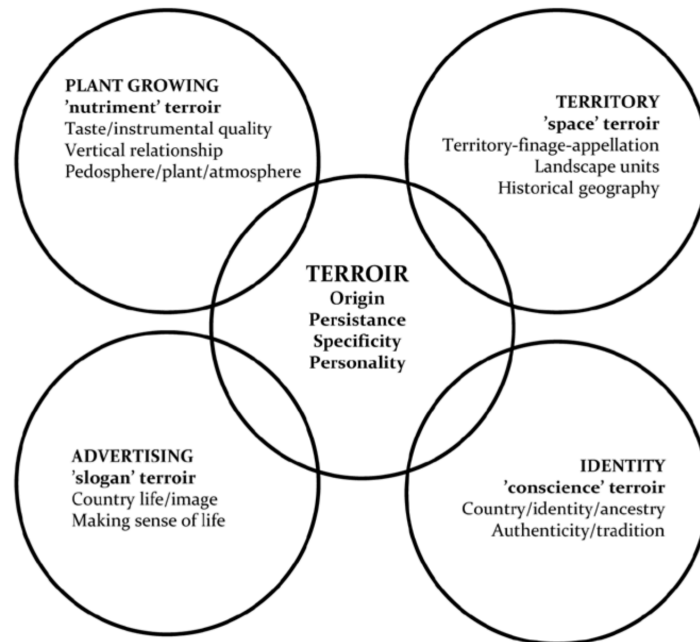 PLANT GROWING
'nutriment' terroir
Taste/instrumental quality
Vertical relationship
Pedosphere/plant/atmosphere
TERRITORY
'space' terroir
Territory-finage-appellation
Landscape units
Historical geography
TERROIR
Origin
Persistance
Specificity
Personality
ADVERTISING
'slogan' terroir
Country life/image
Making sense of life
IDENTITY
'conscience' terroir
Country/identity/ancestry
Authenticity/tradition